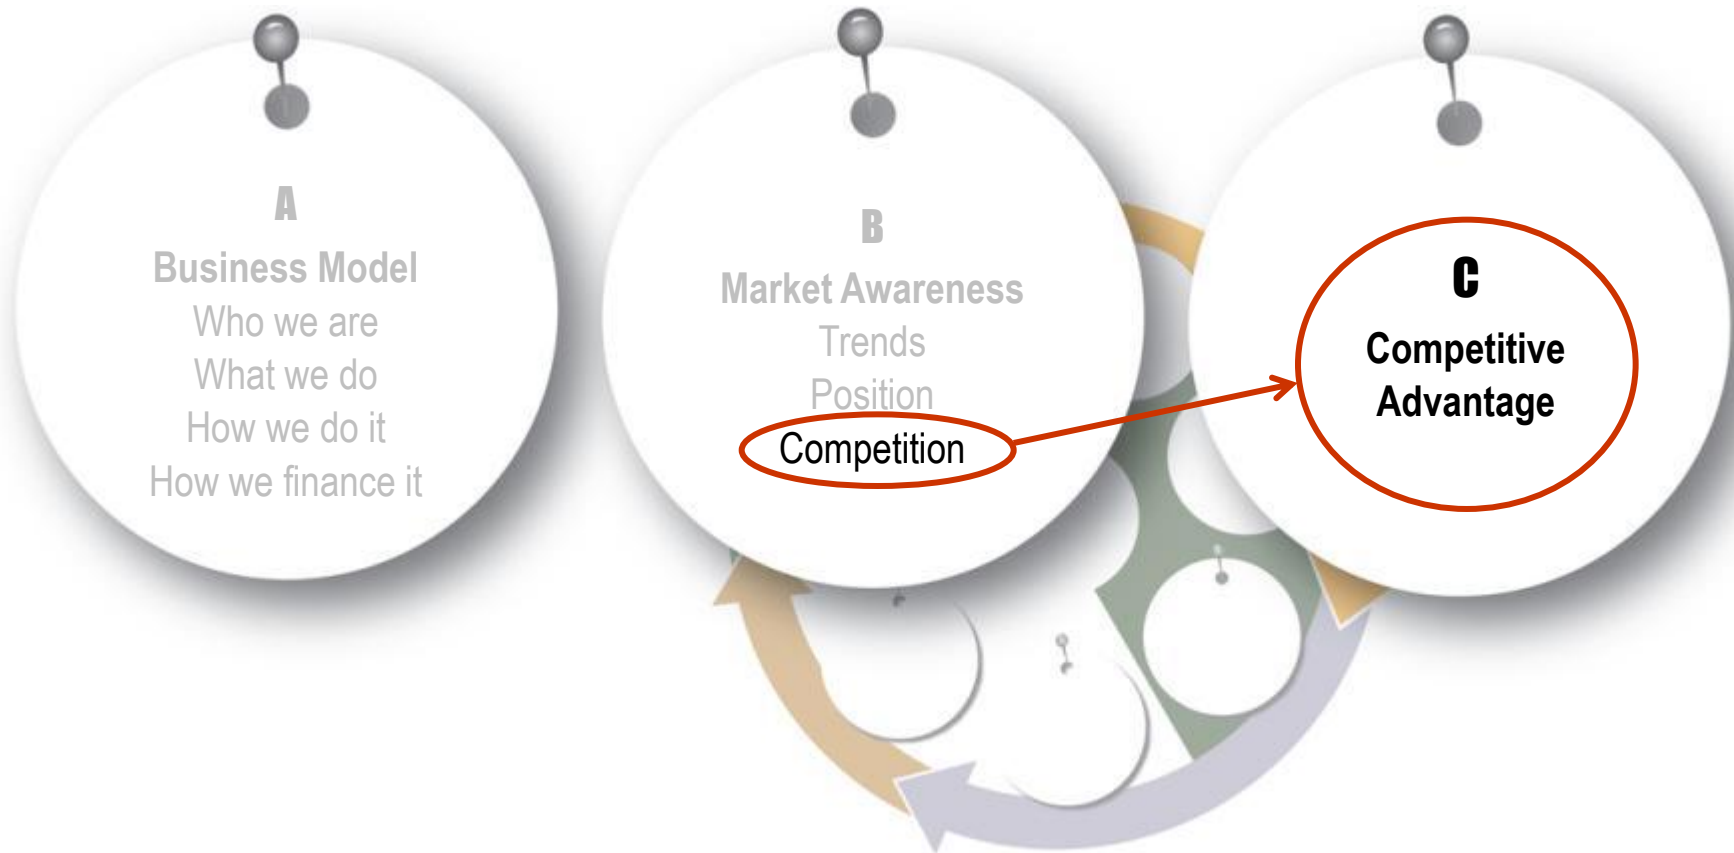 A
Business Model
Who we are
What we do
How we do it
How we finance it
B
Market Awareness
Trends
Position
Competition
C
Competitive
Advantage